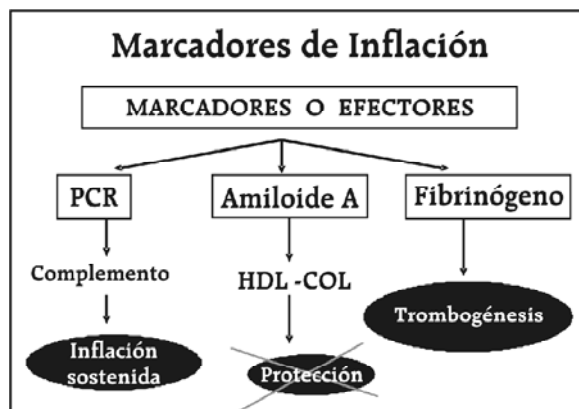 Marcadores de Inflación
MARCADORES O EFECTORES
PCR
Amiloide A
Fibrinógeno
Complemento
HDL -COL
Trombogénesis
Inflación
sostenida
Protección